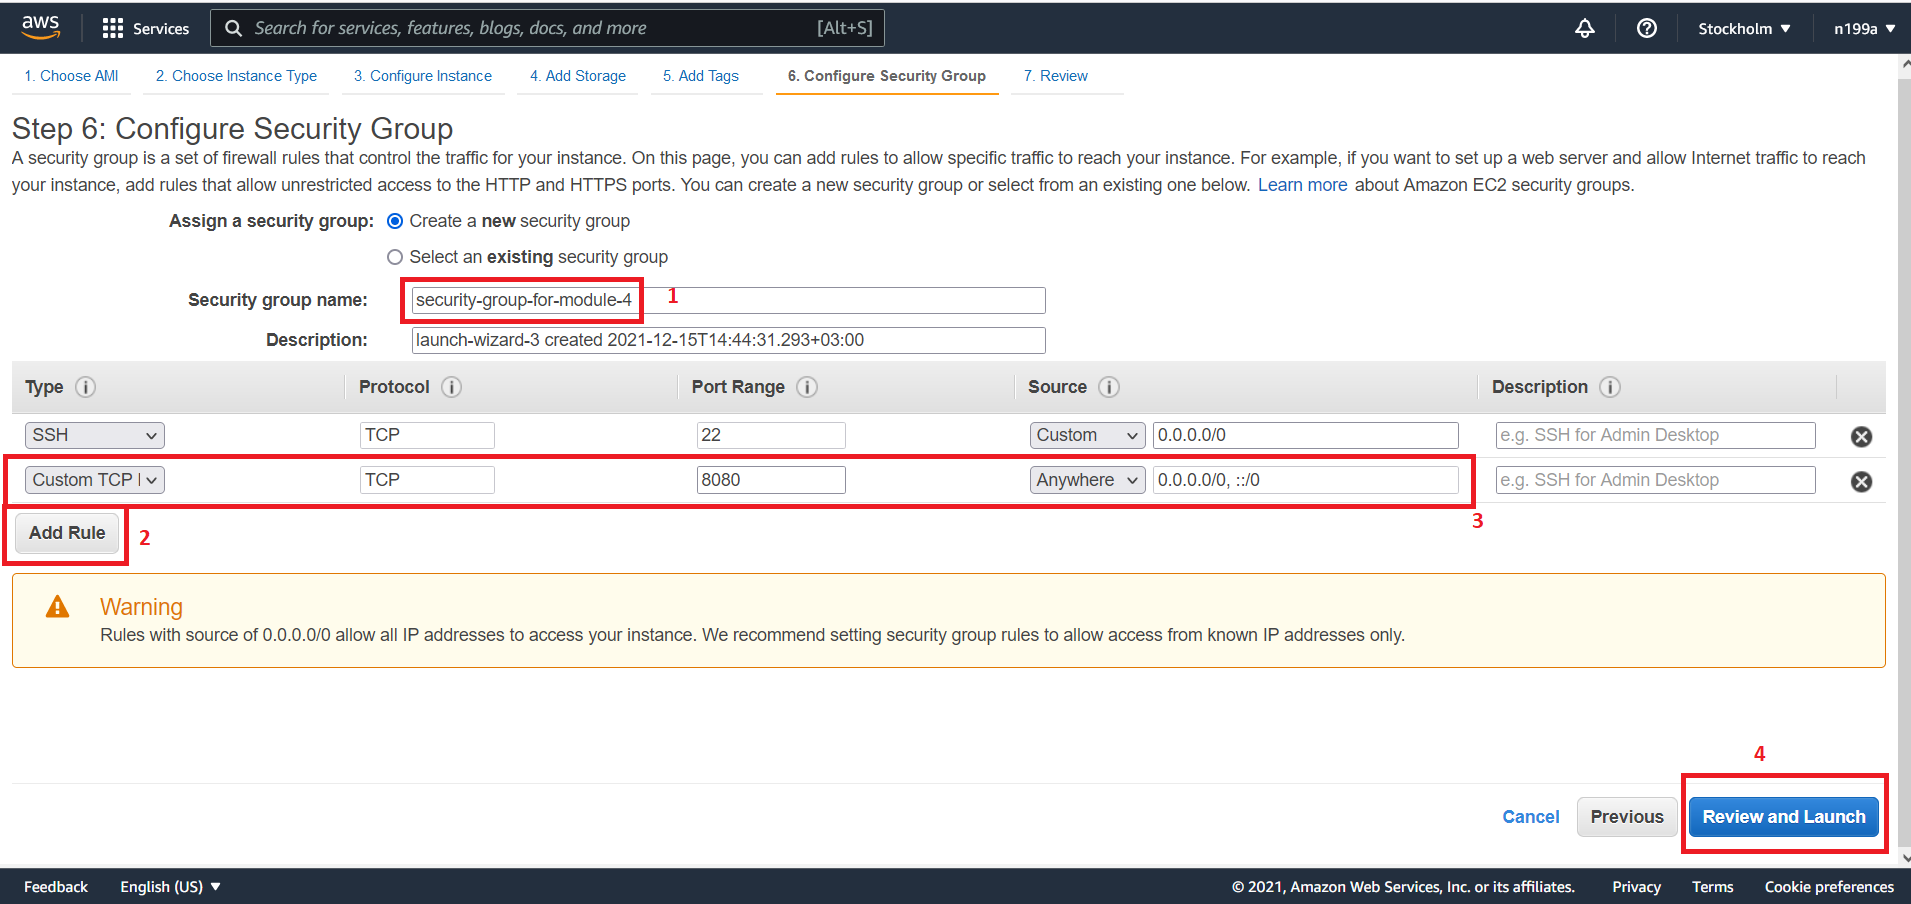 aws Services Search for services, features, blogs, docs, and more [Alt+S] Stockholm ▼ n199a ▼
1. Choose AMI 2. Choose Instance Type 3. Configure Instance 4. Add Storage 5. Add Tags 6. Configure Security Group 7. Review
Step 6: Configure Security Group
A security group is a set of firewall rules that control the traffic for your instance. On this page, you can add rules to allow specific traffic to reach your instance. For example, if you want to set up a web server and allow Internet traffic to reach
your instance, add rules that allow unrestricted access to the HTTP and HTTPS ports. You can create a new security group or select from an existing one below. Learn more about Amazon EC2 security groups.
Assign a security group: Create a new security group
Select an existing security group
Security group name: security-group-for-module-4 1
Description: launch-wizard-3 created 2021-12-15T14:44:31.293+03:00
Type i Protocol i Port Range i Source i Description i
SSH TCP 22 Custom 0.0.0.0/0 e.g. SSH for Admin Desktop
Custom TCP TCP 8080 Anywhere 0.0.0.0/0, ::/0 e.g. SSH for Admin Desktop
3
Add Rule 2
Warning
Rules with source of 0.0.0.0/0 allow all IP addresses to access your instance. We recommend setting security group rules to allow access from known IP addresses only.
4
Cancel Previous Review and Launch
Feedback English (US) ▼ © 2021, Amazon Web Services, Inc. or its affiliates. Privacy Terms Cookie preferences